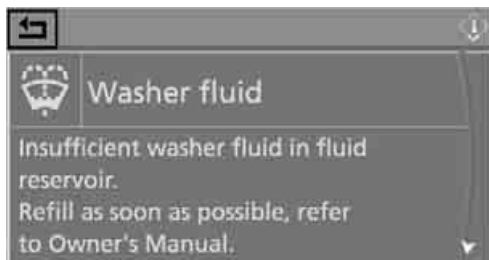 Washer fluid
Insufficient washer fluid in fluid
reservoir.
Refill as soon as possible, refer
to Owner's Manual.